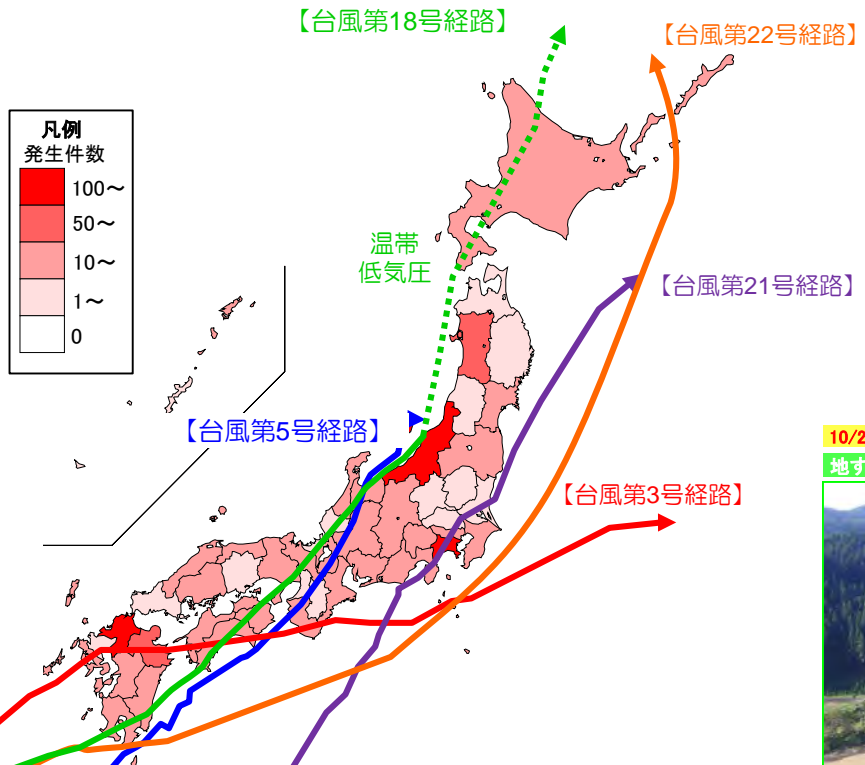 【台風第18号経路】
【台風第22号経路】
凡例
発生件数
100～
50～
10～
1～
0
温帯
低気圧
【台風第21号経路】
【台風第5号経路】
【台風第3号経路】
10/2
地す